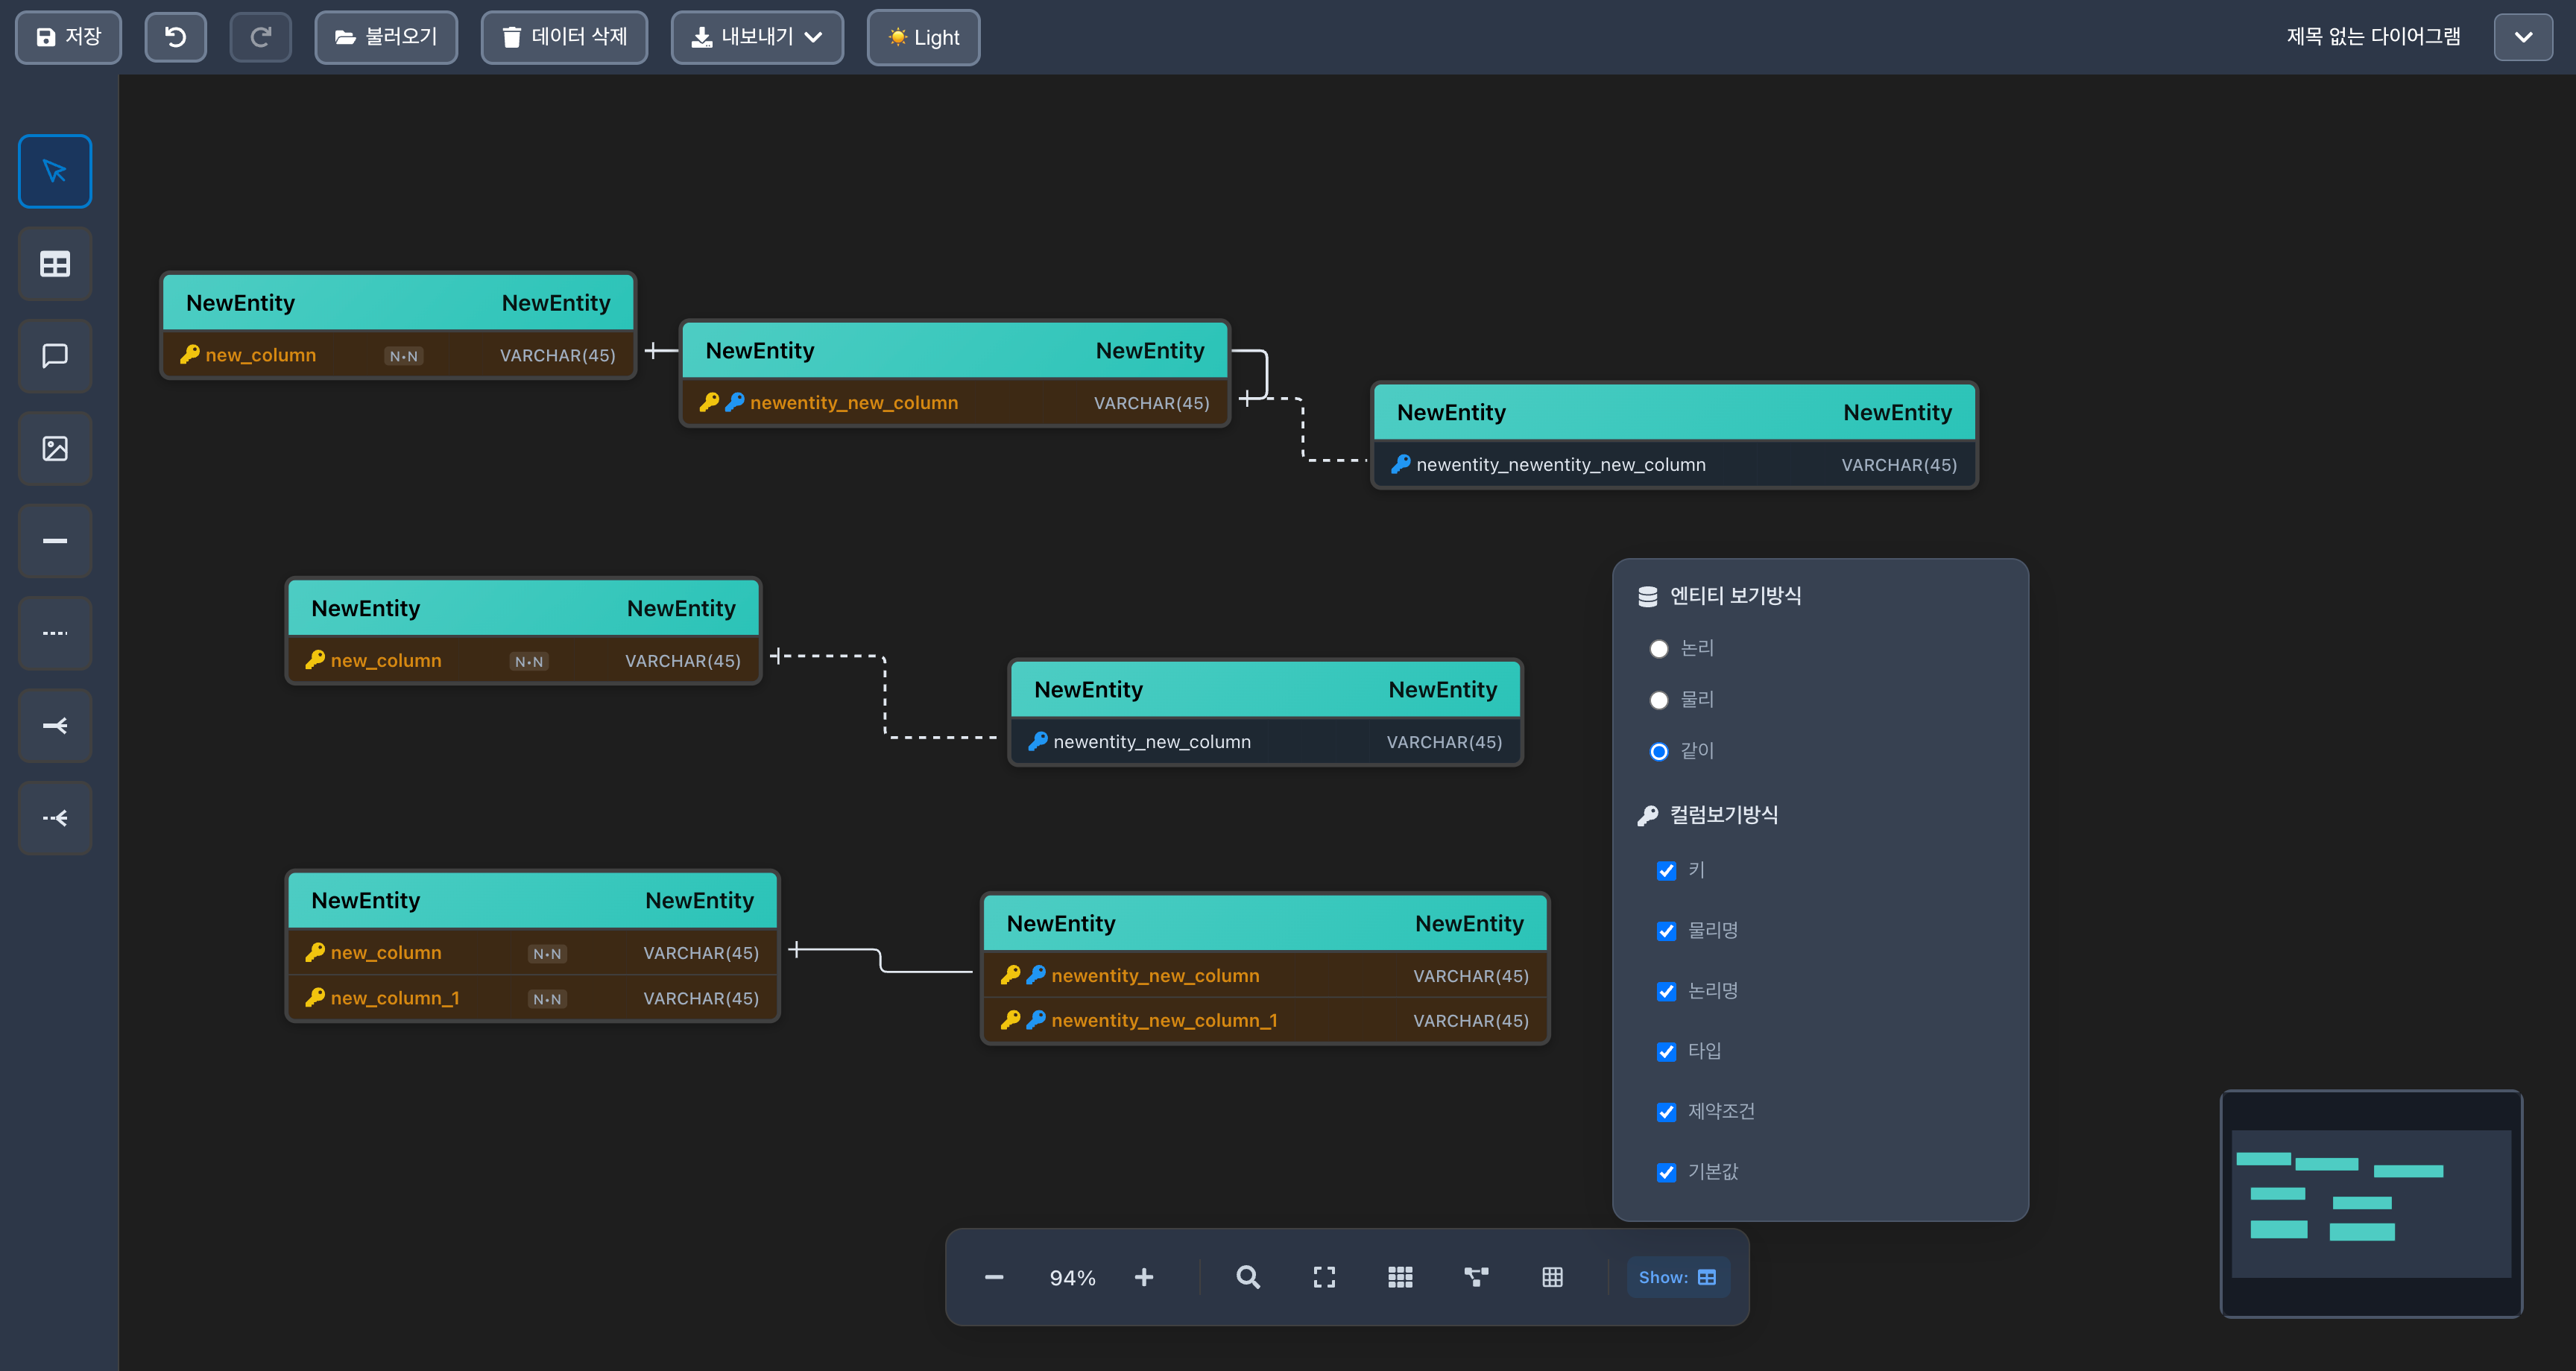 저장
불러오기
데이터 삭제
내보내기
Light
제목 없는 다이어그램
NewEntity NewEntity
new_column N·N VARCHAR(45)
NewEntity NewEntity
newentity_new_column VARCHAR(45)
NewEntity NewEntity
newentity_newentity_new_column VARCHAR(45)
NewEntity NewEntity
new_column N·N VARCHAR(45)
NewEntity NewEntity
newentity_new_column VARCHAR(45)
NewEntity NewEntity
new_column N·N VARCHAR(45)
new_column_1 N·N VARCHAR(45)
NewEntity NewEntity
newentity_new_column VARCHAR(45)
newentity_new_column_1 VARCHAR(45)
엔티티 보기방식
논리
물리
같이
컬럼보기방식
키
물리명
논리명
타입
제약조건
기본값
94%
Show: